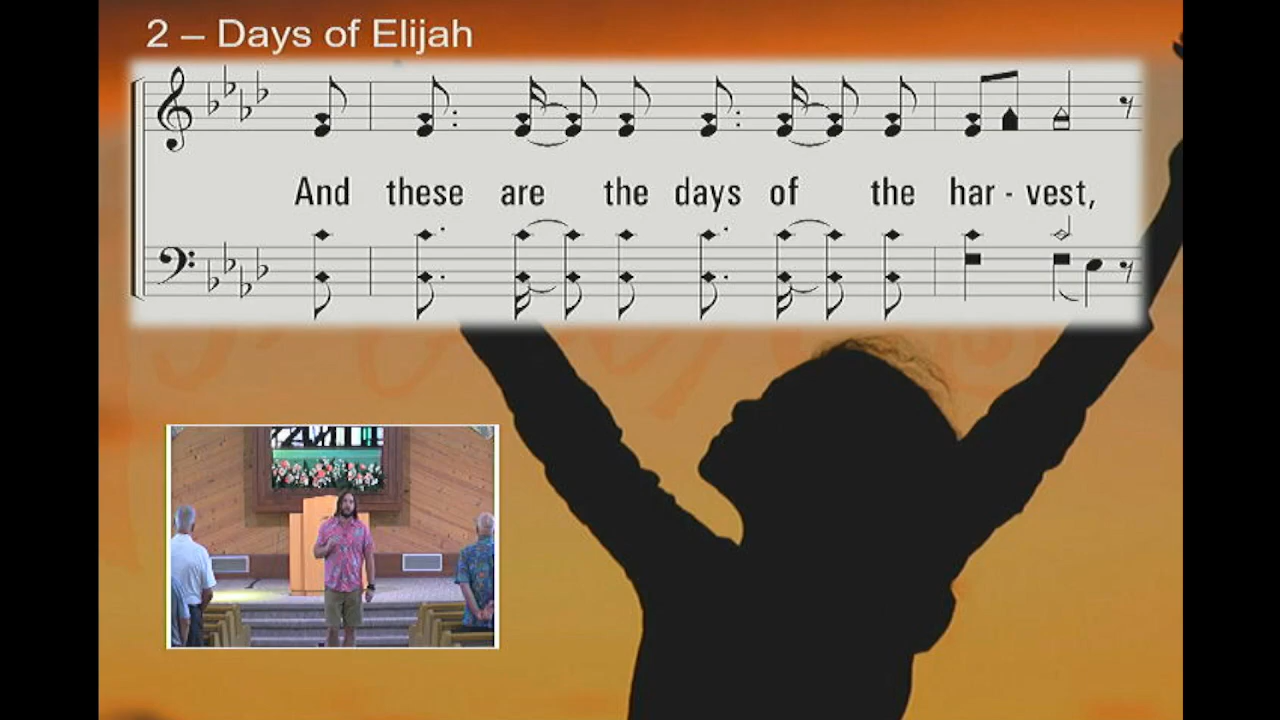 2 – Days of Elijah
And these are the days of the har - vest,